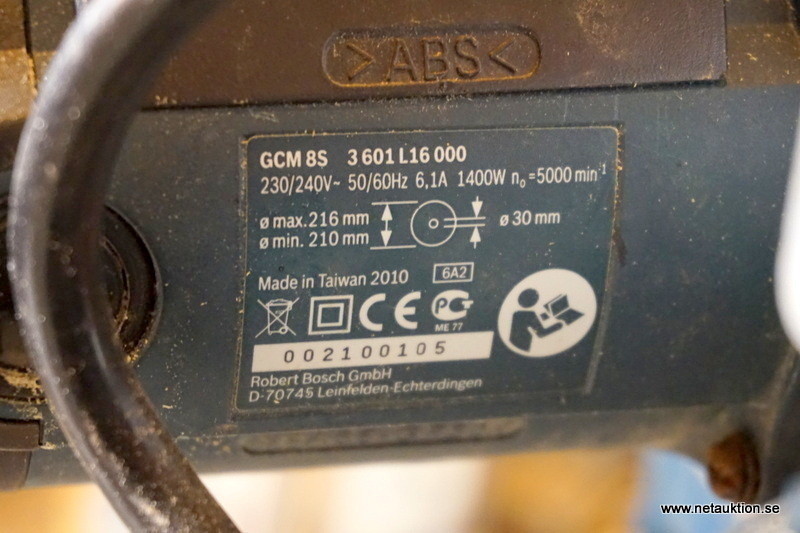 >ABS<
GCM 8S 3 601 L16 000
230/240V~ 50/60Hz 6,1A 1400W n₀=5000 min⁻¹
ø max.216 mm
ø min. 210 mm
ø 30 mm
Made in Taiwan 2010 6A2
CE PCT
ME 77
002100105
Robert Bosch GmbH
D-70745 Leinfelden-Echterdingen
www.netauktion.se